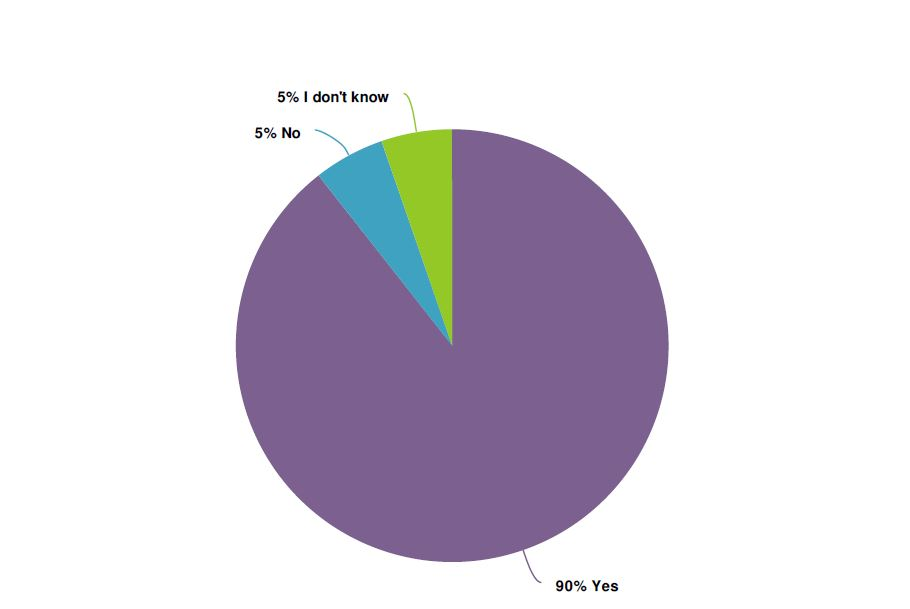 5% I don't know
5% No
90% Yes